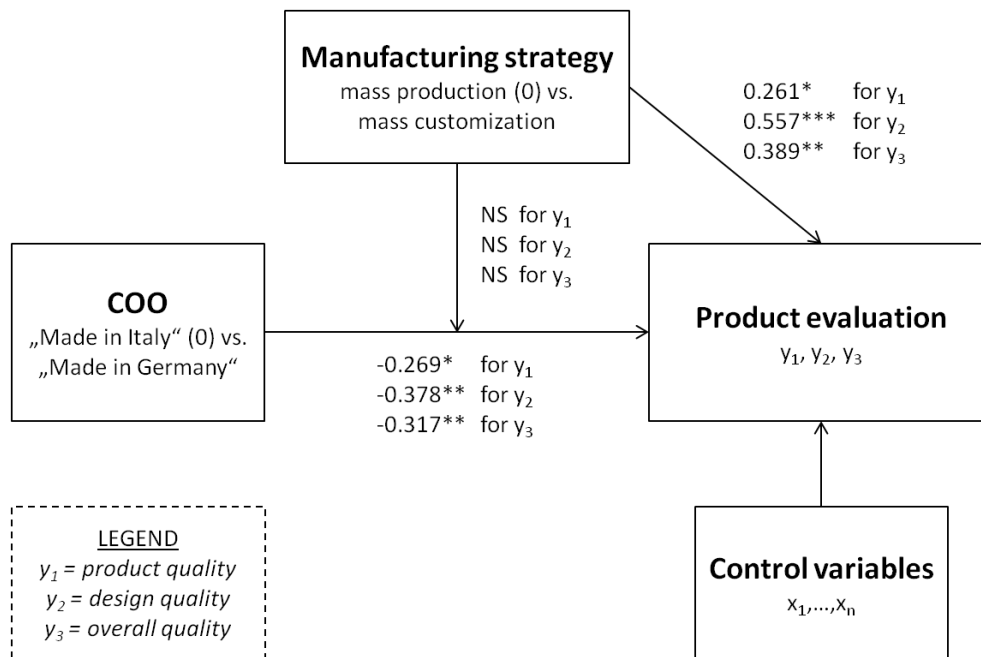 Manufacturing strategy
mass production (0) vs.
mass customization
0.261* for y₁
0.557*** for y₂
0.389** for y₃
NS for y₁
NS for y₂
NS for y₃
COO
„Made in Italy“ (0) vs.
„Made in Germany“
Product evaluation
y₁, y₂, y₃
-0.269* for y₁
-0.378** for y₂
-0.317** for y₃
LEGEND
y₁ = product quality
y₂ = design quality
y₃ = overall quality
Control variables
x₁,...,xₙ